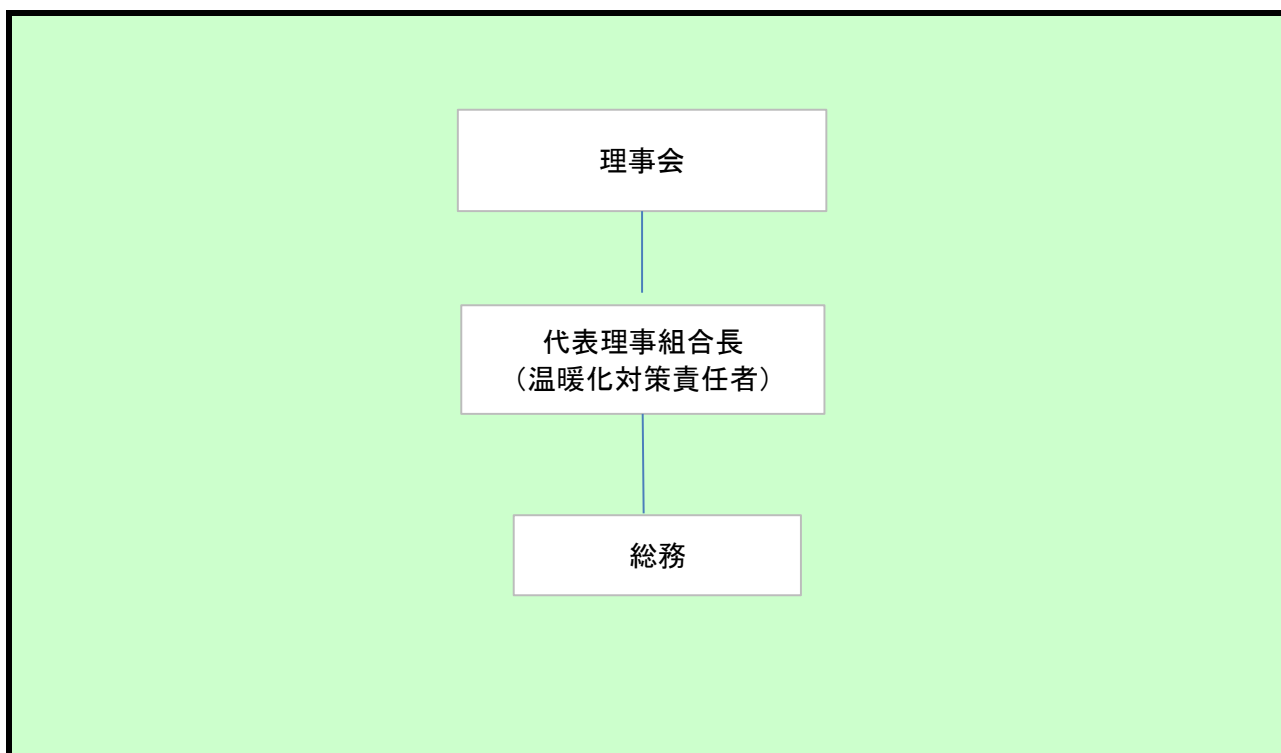 理事会
代表理事組合長
（温暖化対策責任者）
総務